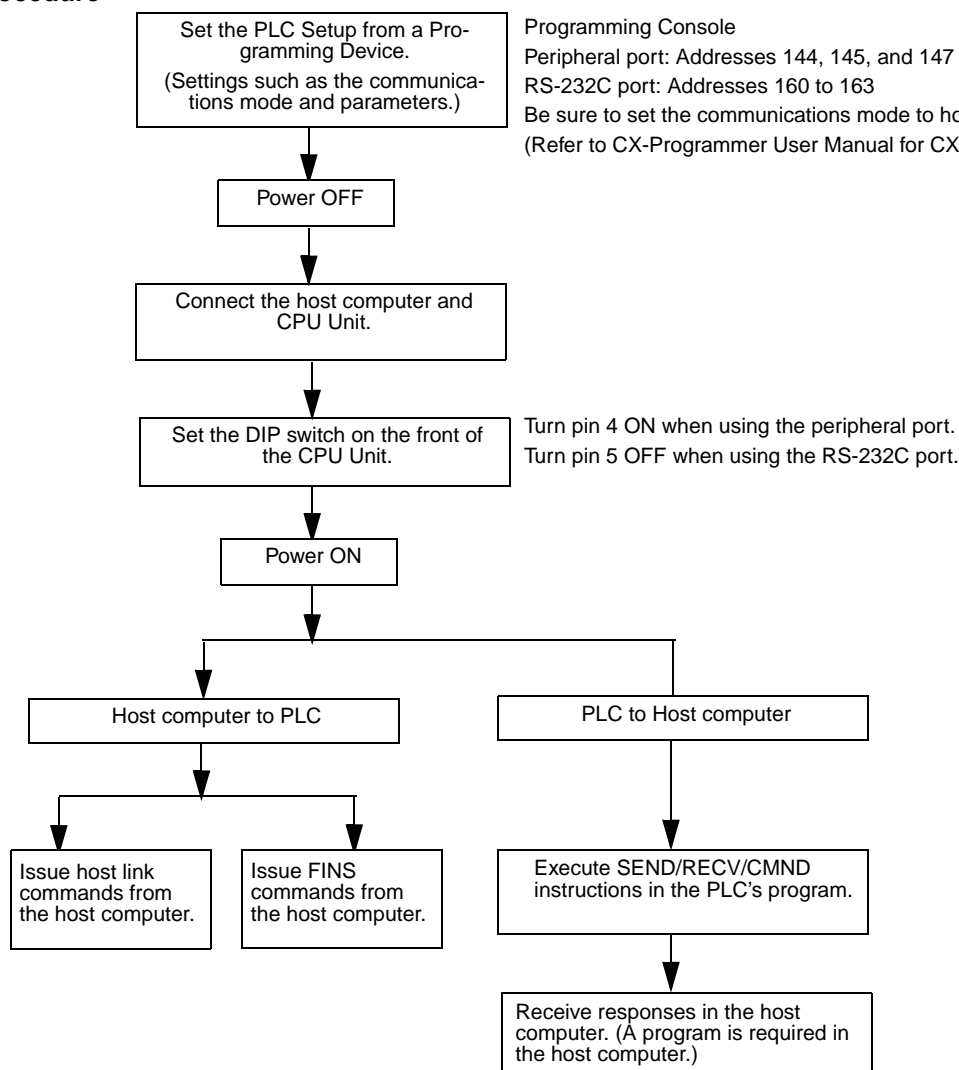 Set the PLC Setup from a Pro-
gramming Device.
(Settings such as the communica-
tions mode and parameters.)
Programming Console
Peripheral port: Addresses 144, 145, and 147
RS-232C port: Addresses 160 to 163
Be sure to set the communications mode to
(Refer to CX-Programmer User Manual for
Power OFF
Connect the host computer and
CPU Unit.
Set the DIP switch on the front of
the CPU Unit.
Turn pin 4 ON when using the peripheral port.
Turn pin 5 OFF when using the RS-232C port.
Power ON
Host computer to PLC
PLC to Host computer
Issue host link
commands from
the host computer.
Issue FINS
commands from
the host computer.
Execute SEND/RECV/CMND
instructions in the PLC's program.
Receive responses in the host
computer. (A program is required in
the host computer.)